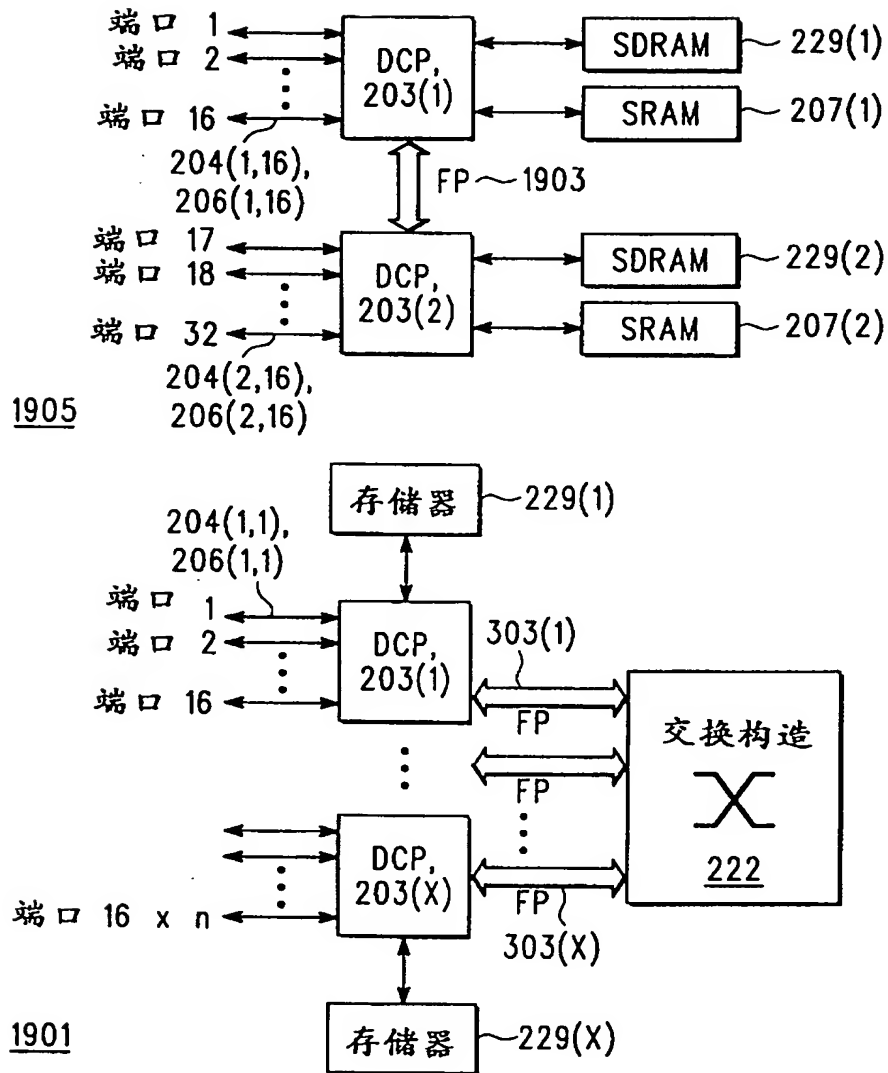 端口 1
端口 2
端口 16
DCP,
203(1)
SDRAM
229(1)
SRAM
207(1)
204(1,16),
206(1,16)
FP
1903
端口 17
端口 18
端口 32
DCP,
203(2)
SDRAM
229(2)
SRAM
207(2)
204(2,16),
206(2,16)
1905
存储器
229(1)
204(1,1),
206(1,1)
端口 1
端口 2
端口 16
DCP,
203(1)
303(1)
FP
FP
FP
交换构造
222
DCP,
203(X)
端口 16 x n
303(X)
存储器
229(X)
1901